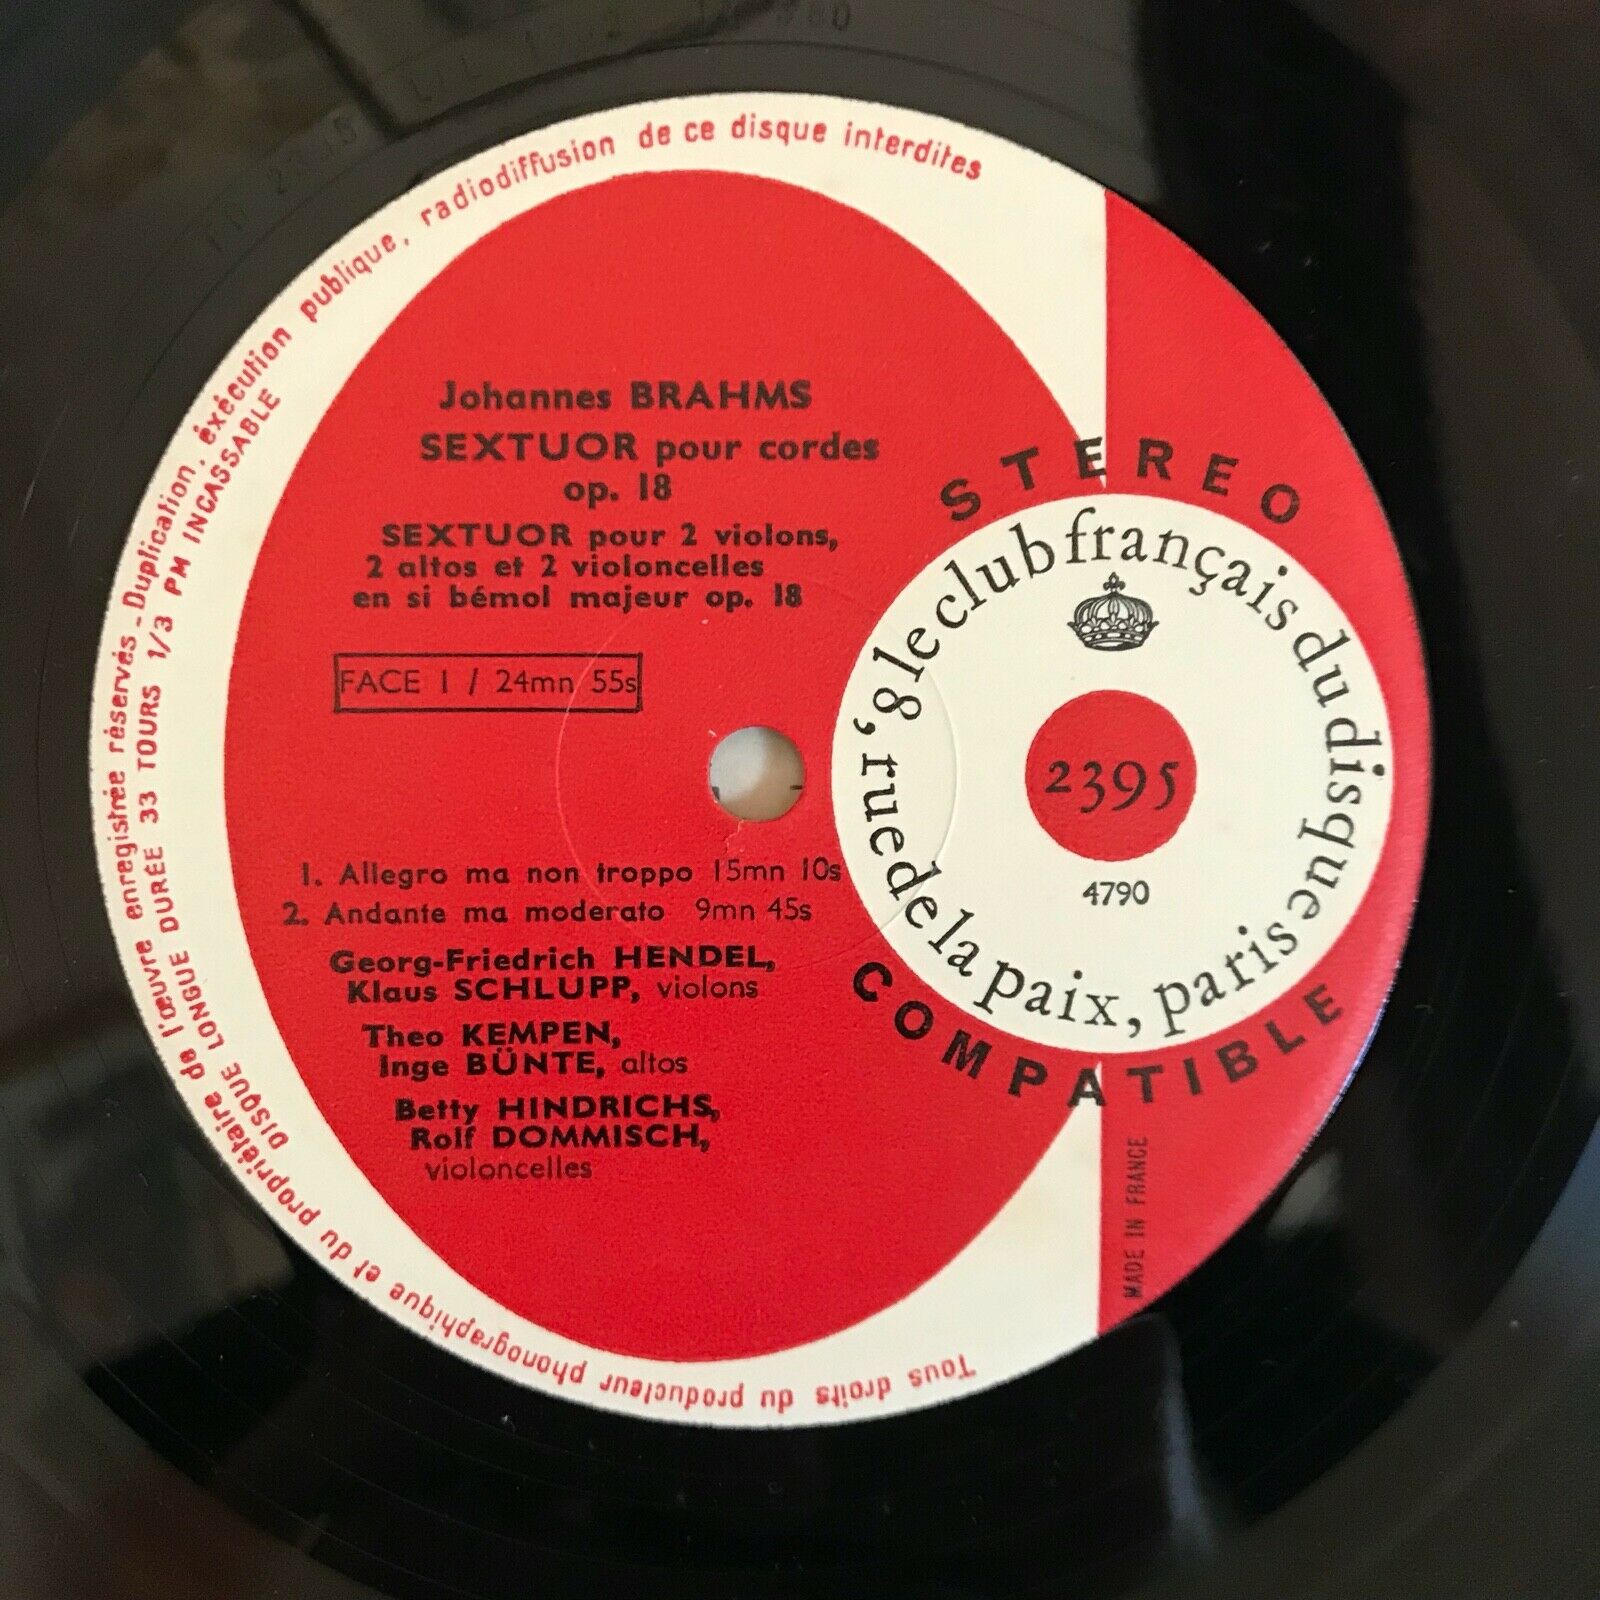 Johannes BRAHMS
SEXTUOR pour cordes
op. 18
SEXTUOR pour 2 violons,
2 altos et 2 violoncelles
en si bémol majeur op. 18
FACE 1 / 24mn 55s
1. Allegro ma non troppo 15mn 10s
2. Andante ma moderato 9mn 45s
Georg-Friedrich HENDEL,
Klaus SCHLUPP, violons
Theo KEMPEN,
Inge BÜNTE, altos
Betty HINDRICHS,
Rolf DOMMISCH,
violoncelles
STEREO
le club français du disque
8, rue de la paix, paris
2395
4790
COMPATIBLE
MADE IN FRANCE
Tous droits du producteur phonographique et du propriétaire de l'œuvre enregistrée réservés - Duplication, éxécution publique, radiodiffusion de ce disque interdites
DISQUE LONGUE DURÉE 33 TOURS 1/3 PM INCASSABLE